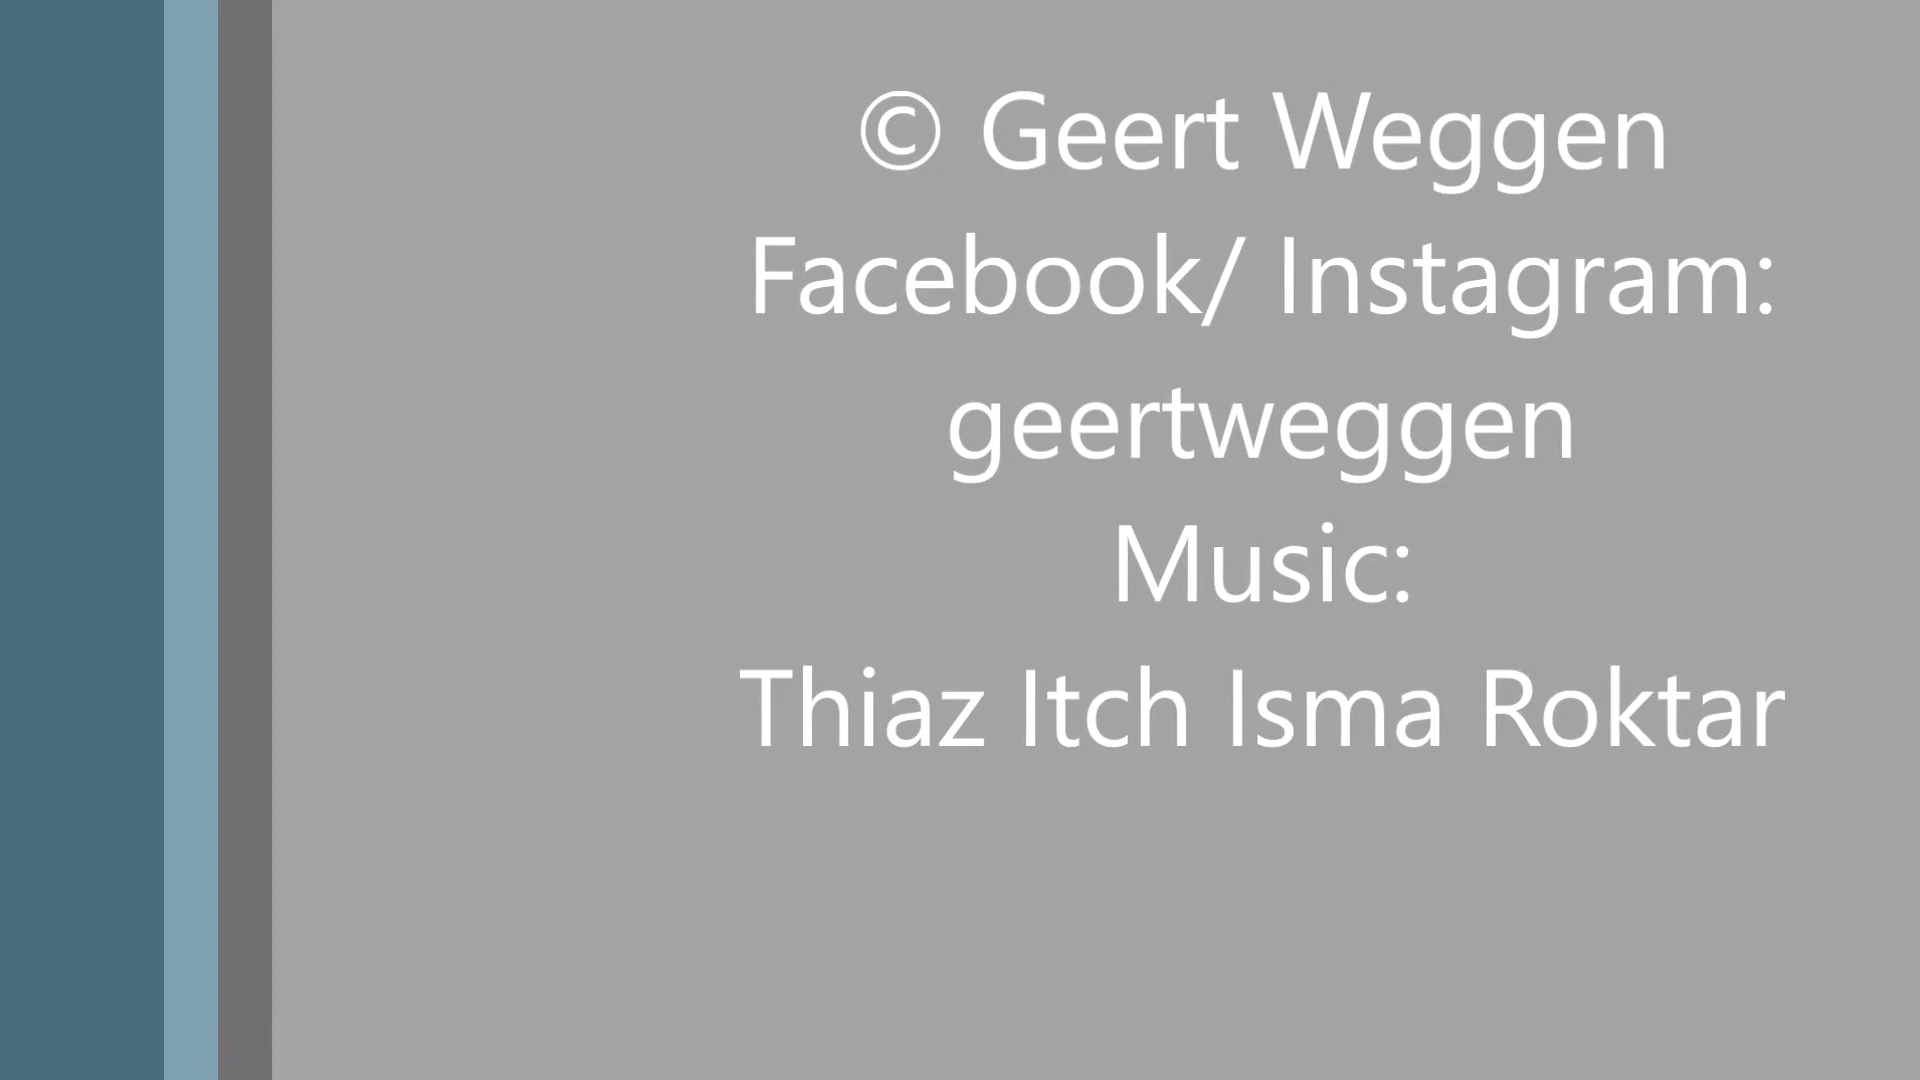 © Geert Weggen
Facebook/ Instagram:
geertweggen
Music:
Thiaz Itch Isma Roktar